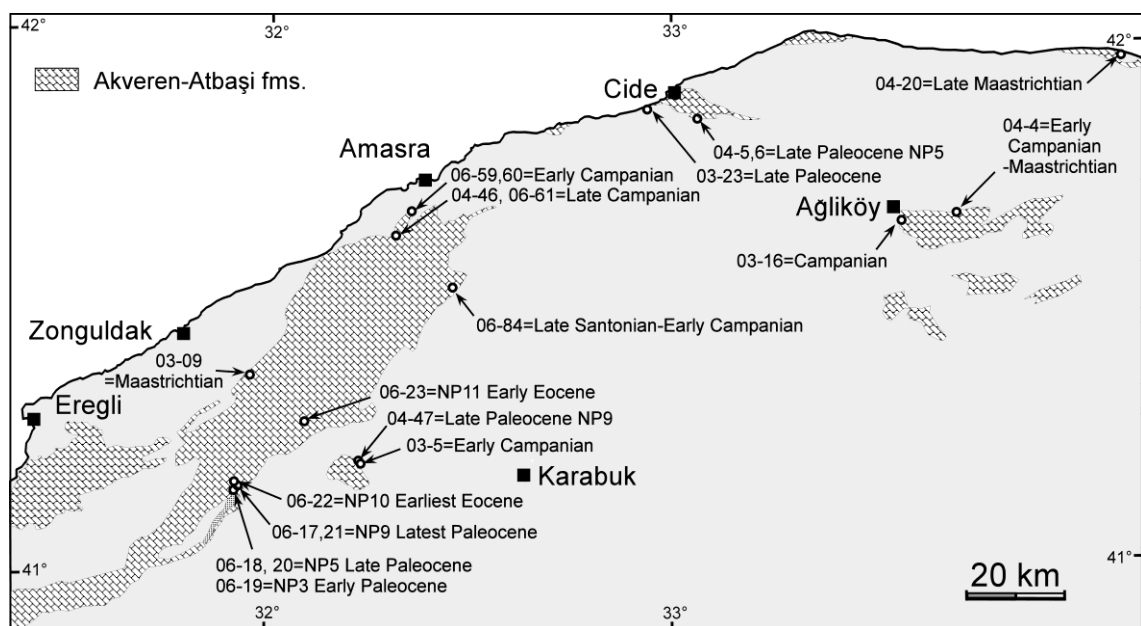 42°
32°
33°
42°
Akveren-Atbaşi fms.
04-20=Late Maastrichtian
Cide
04-4=Early
Campanian
-Maastrichtian
04-5,6=Late Paleocene NP5
03-23=Late Paleocene
Amasra
06-59,60=Early Campanian
04-46, 06-61=Late Campanian
Ağliköy
03-16=Campanian
06-84=Late Santonian-Early Campanian
Zonguldak
03-09
=Maastrichtian
06-23=NP11 Early Eocene
Eregli
04-47=Late Paleocene NP9
03-5=Early Campanian
Karabuk
06-22=NP10 Earliest Eocene
06-17,21=NP9 Latest Paleocene
06-18, 20=NP5 Late Paleocene
06-19=NP3 Early Paleocene
41°
41°
20 km
32°
33°